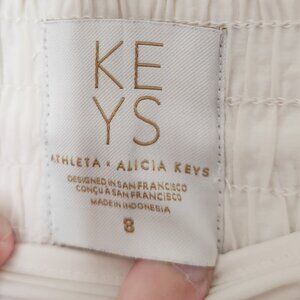 KE
YS
ATHLETA × ALICIA KEYS
DESIGNED IN SAN FRANCISCO
CONÇU A SAN FRANCISCO
MADE IN INDONESIA
8